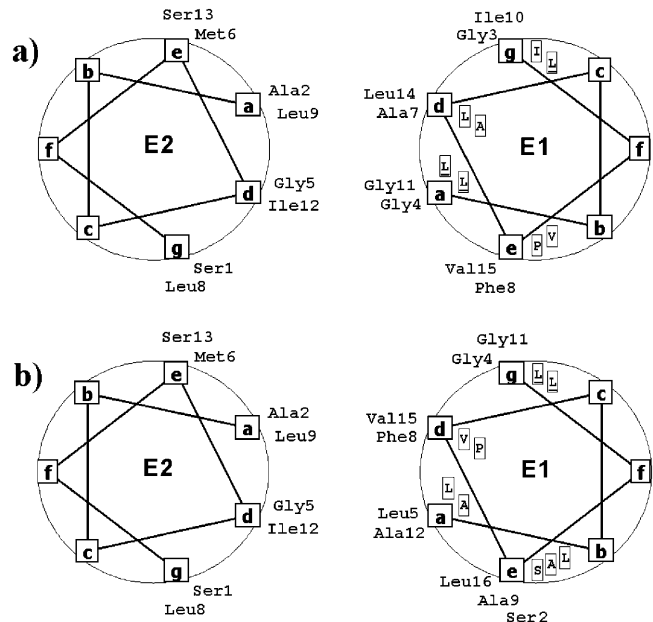 a)
Ser13
Met6
e
b
a
Ala2
Leu9
f
E2
d
Gly5
Ile12
c
g
Ser1
Leu8
Ile10
Gly3
g
I
L
c
Leu14
Ala7
d
L
A
E1
f
L
L
Gly11
Gly4
a
b
P
V
e
Val15
Phe8
b)
Ser13
Met6
e
b
a
Ala2
Leu9
f
E2
d
Gly5
Ile12
c
g
Ser1
Leu8
Gly11
Gly4
g
L
L
c
Val15
Phe8
d
V
P
E1
f
L
A
Leu5
Ala12
a
b
S
A
L
e
Leu16
Ala9
Ser2